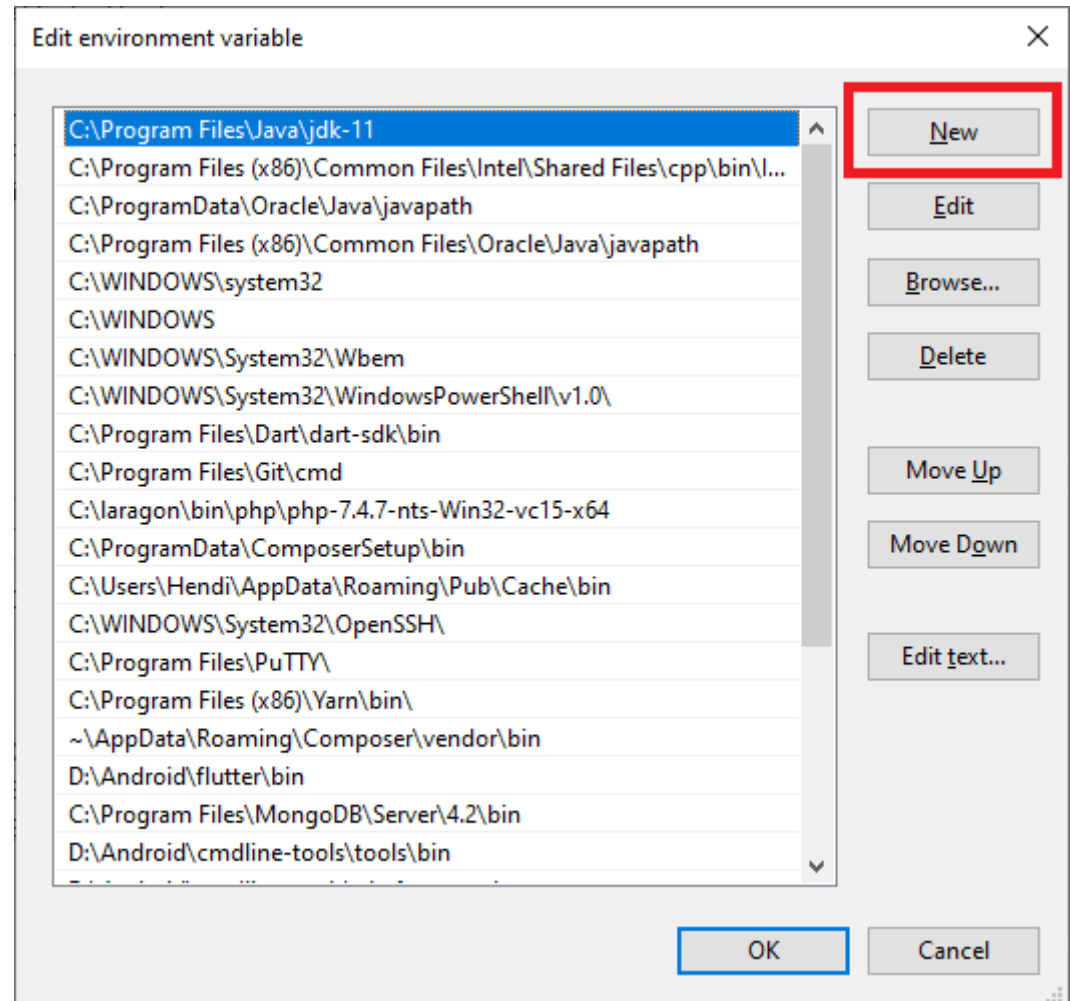 Edit environment variable
C:\Program Files\Java\jdk-11
C:\Program Files (x86)\Common Files\Intel\Shared Files\cpp\bin\I...
C:\ProgramData\Oracle\Java\javapath
C:\Program Files (x86)\Common Files\Oracle\Java\javapath
C:\WINDOWS\system32
C:\WINDOWS
C:\WINDOWS\System32\Wbem
C:\WINDOWS\System32\WindowsPowerShell\v1.0\
C:\Program Files\Dart\dart-sdk\bin
C:\Program Files\Git\cmd
C:\laragon\bin\php\php-7.4.7-nts-Win32-vc15-x64
C:\ProgramData\ComposerSetup\bin
C:\Users\Hendi\AppData\Roaming\Pub\Cache\bin
C:\WINDOWS\System32\OpenSSH\
C:\Program Files\PuTTY\
C:\Program Files (x86)\Yarn\bin\
~\AppData\Roaming\Composer\vendor\bin
D:\Android\flutter\bin
C:\Program Files\MongoDB\Server\4.2\bin
D:\Android\cmdline-tools\tools\bin
New
Edit
Browse...
Delete
Move Up
Move Down
Edit text...
OK
Cancel